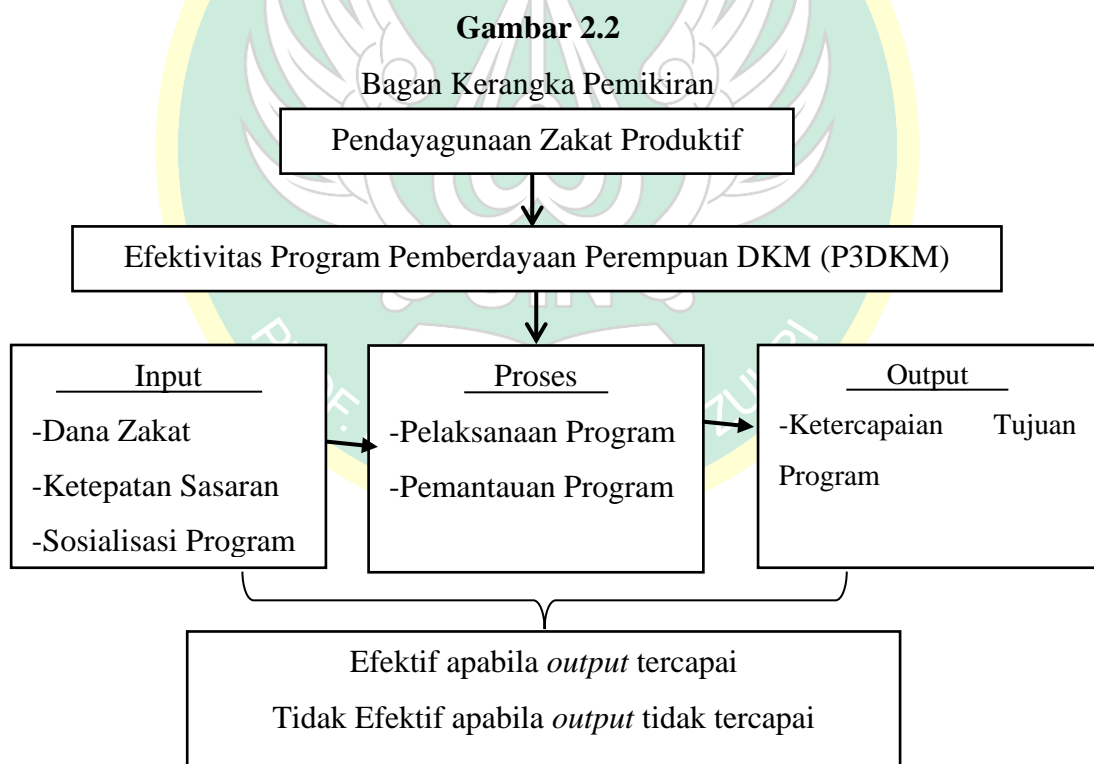 Gambar 2.2
Bagan Kerangka Pemikiran
Pendayagunaan Zakat Produktif
Efektivitas Program Pemberdayaan Perempuan DKM (P3DKM)
Input
-Dana Zakat
-Ketepatan Sasaran
-Sosialisasi Program
Proses
-Pelaksanaan Program
-Pemantauan Program
Output
-Ketercapaian Tujuan
Program
Efektif apabila output tercapai
Tidak Efektif apabila output tidak tercapai